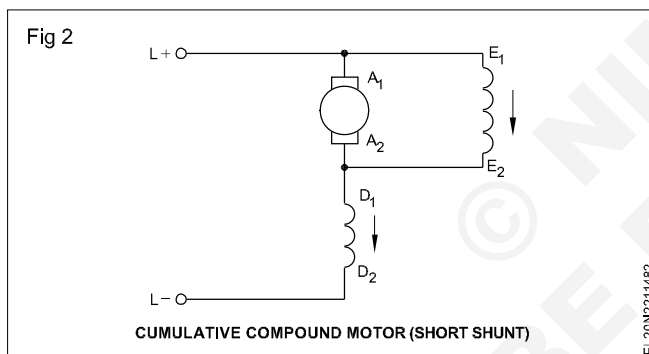 Fig 2
L+
A1
E1
A2
E2
D1
D2
L−
CUMULATIVE COMPOUND MOTOR (SHORT SHUNT)
©